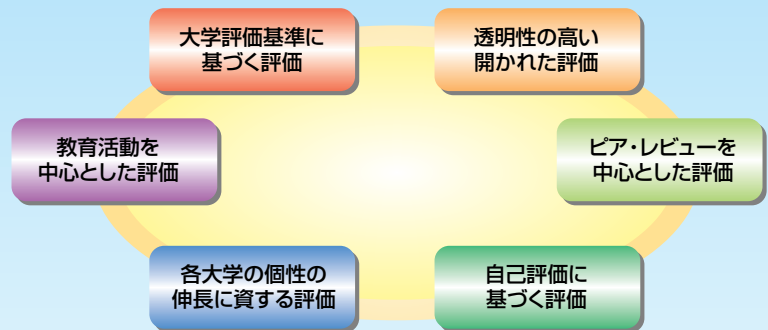 大学評価基準に
基づく評価
透明性の高い
開かれた評価
教育活動を
中心とした評価
ピア・レビューを
中心とした評価
各大学の個性の
伸長に資する評価
自己評価に
基づく評価